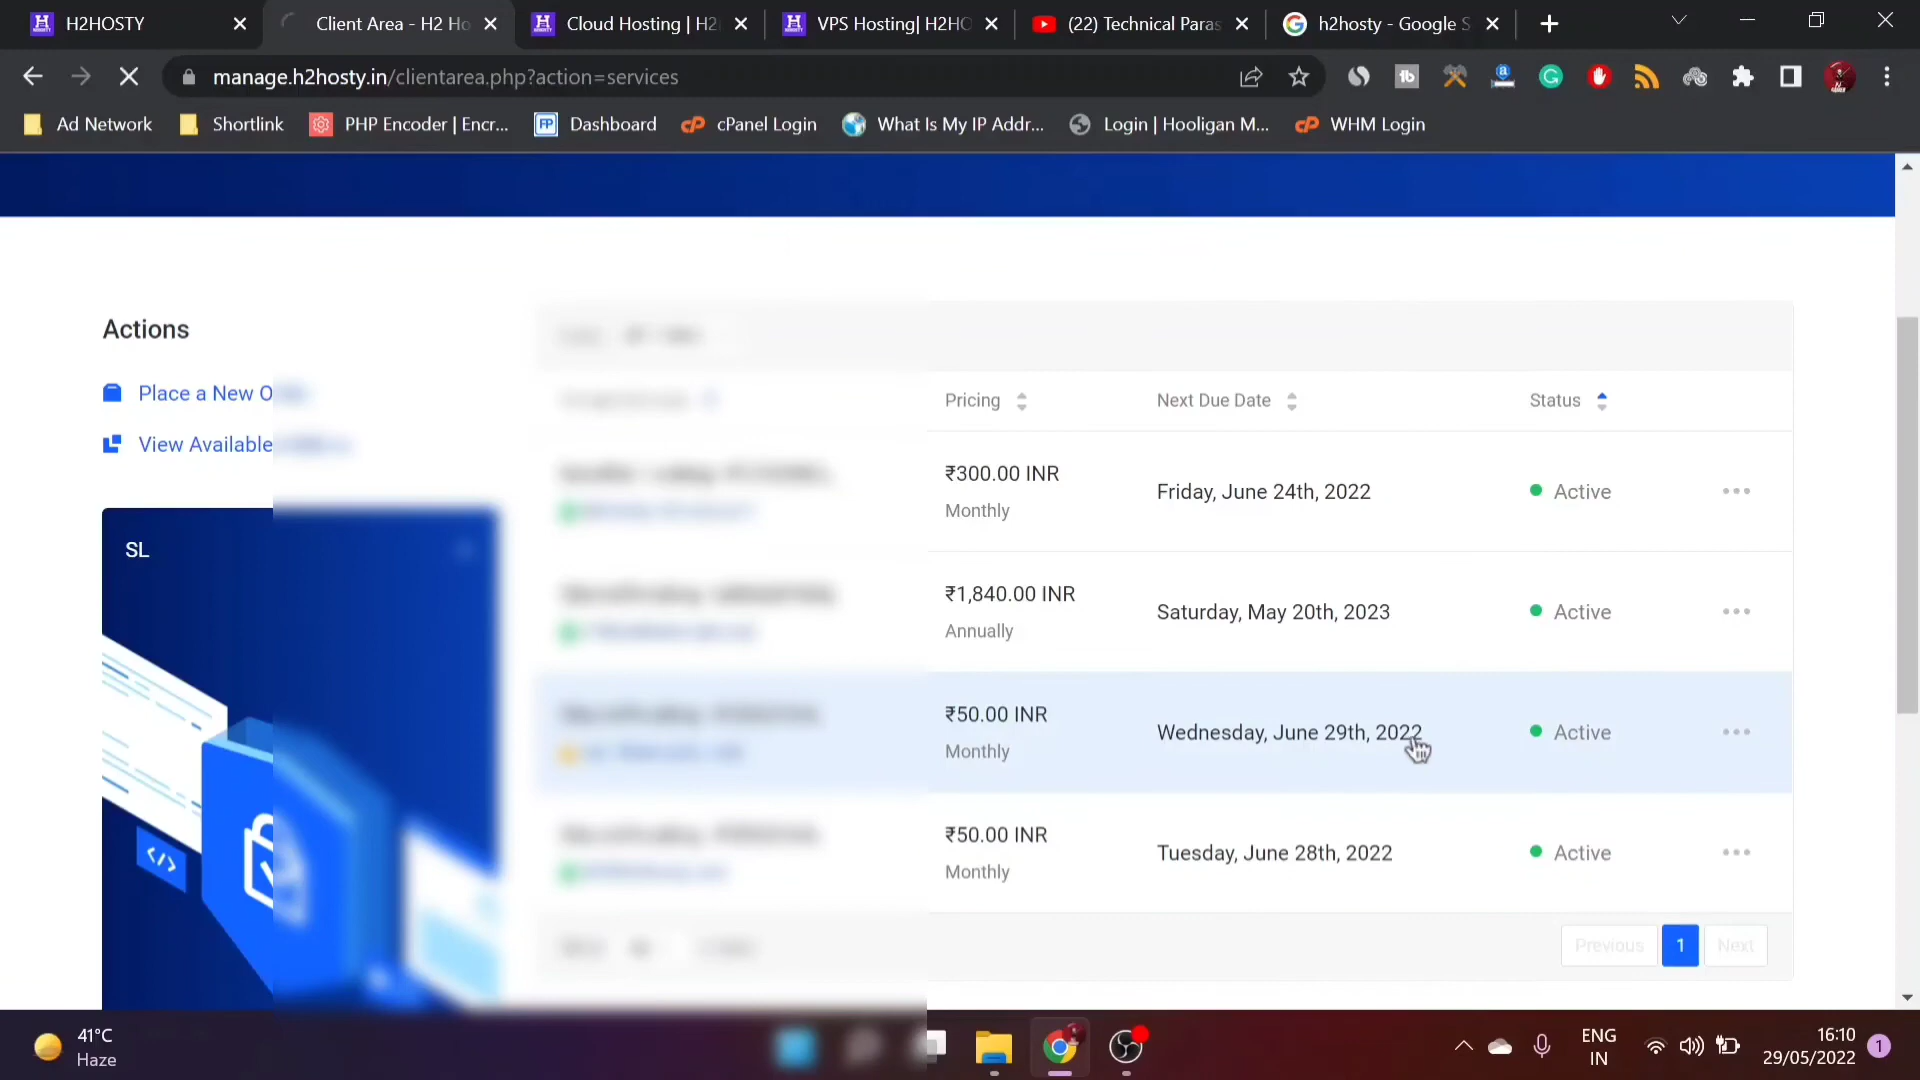 H2HOSTY
Client Area - H2 Ho
Cloud Hosting | H2
VPS Hosting| H2HO
(22) Technical Paras
h2hosty - Google S
manage.h2hosty.in/clientarea.php?action=services
Ad Network
Shortlink
PHP Encoder | Encr...
Dashboard
cPanel Login
What Is My IP Addr...
Login | Hooligan M...
WHM Login
Actions
Place a New O
View Available
SL
Pricing
Next Due Date
Status
₹300.00 INR
Monthly
Friday, June 24th, 2022
Active
₹1,840.00 INR
Annually
Saturday, May 20th, 2023
Active
₹50.00 INR
Monthly
Wednesday, June 29th, 2022
Active
₹50.00 INR
Monthly
Tuesday, June 28th, 2022
Active
Previous
1
Next
41°C
Haze
ENG
IN
16:10
29/05/2022
1